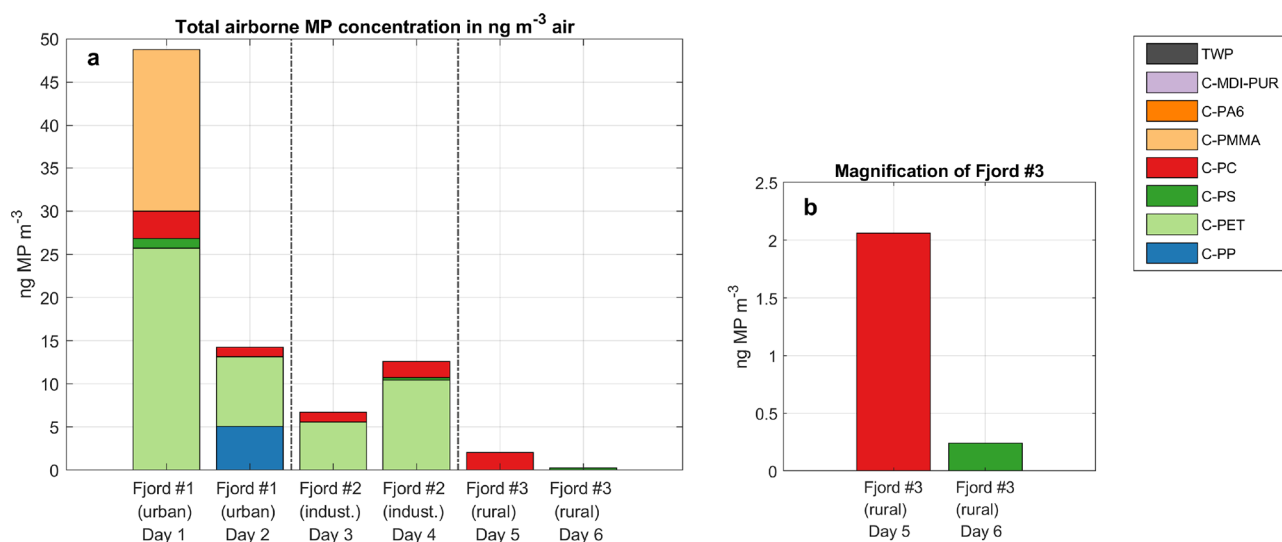 Total airborne MP concentration in ng m⁻³ air
a
50
45
40
35
30
25
20
15
10
5
0
ng MP m⁻³
Fjord #1
(urban)
Day 1
Fjord #1
(urban)
Day 2
Fjord #2
(indust.)
Day 3
Fjord #2
(indust.)
Day 4
Fjord #3
(rural)
Day 5
Fjord #3
(rural)
Day 6
Magnification of Fjord #3
b
2.5
2
1.5
1
0.5
0
ng MP m⁻³
Fjord #3
(rural)
Day 5
Fjord #3
(rural)
Day 6
TWP
C-MDI-PUR
C-PA6
C-PMMA
C-PC
C-PS
C-PET
C-PP